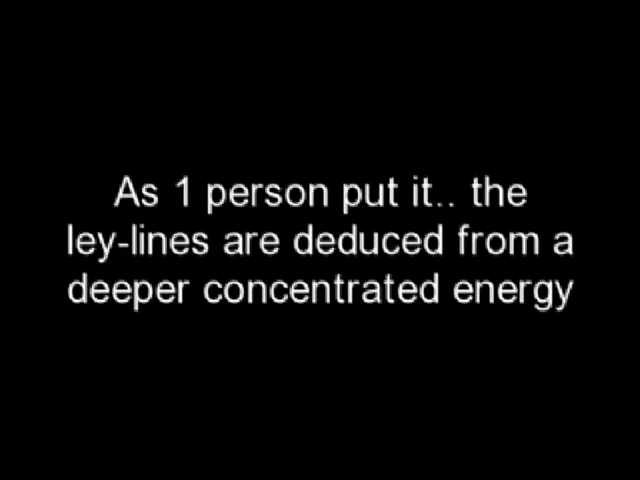 As 1 person put it.. the
ley-lines are deduced from a
deeper concentrated energy